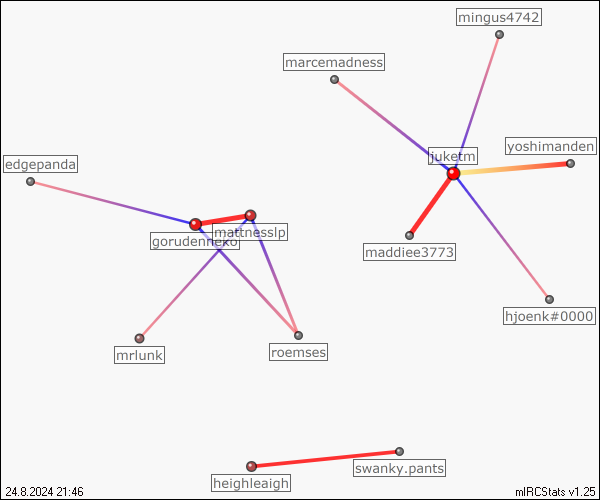 mingus4742
marcemadness
yoshimanden
juketm
edgepanda
mattnesslp
maddiee3773
hjoenk#0000
mrlunk
roemses
swanky.pants
heighleaigh
24.8.2024 21:46
mIRCStats v1.25